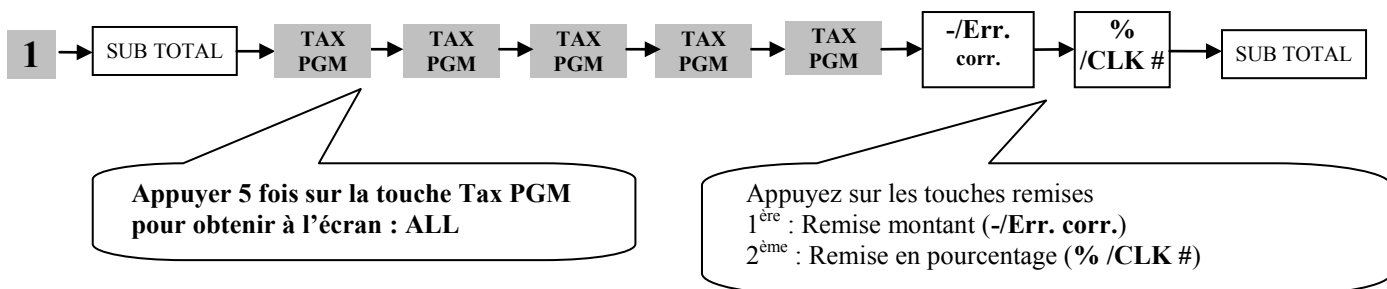 1 SUB TOTAL TAX PGM TAX PGM TAX PGM TAX PGM TAX PGM -/Err. corr. % /CLK # SUB TOTAL
Appuyer 5 fois sur la touche Tax PGM
pour obtenir à l’écran : ALL
Appuyez sur les touches remises
1ère : Remise montant (-/Err. corr.)
2ème : Remise en pourcentage (% /CLK #)